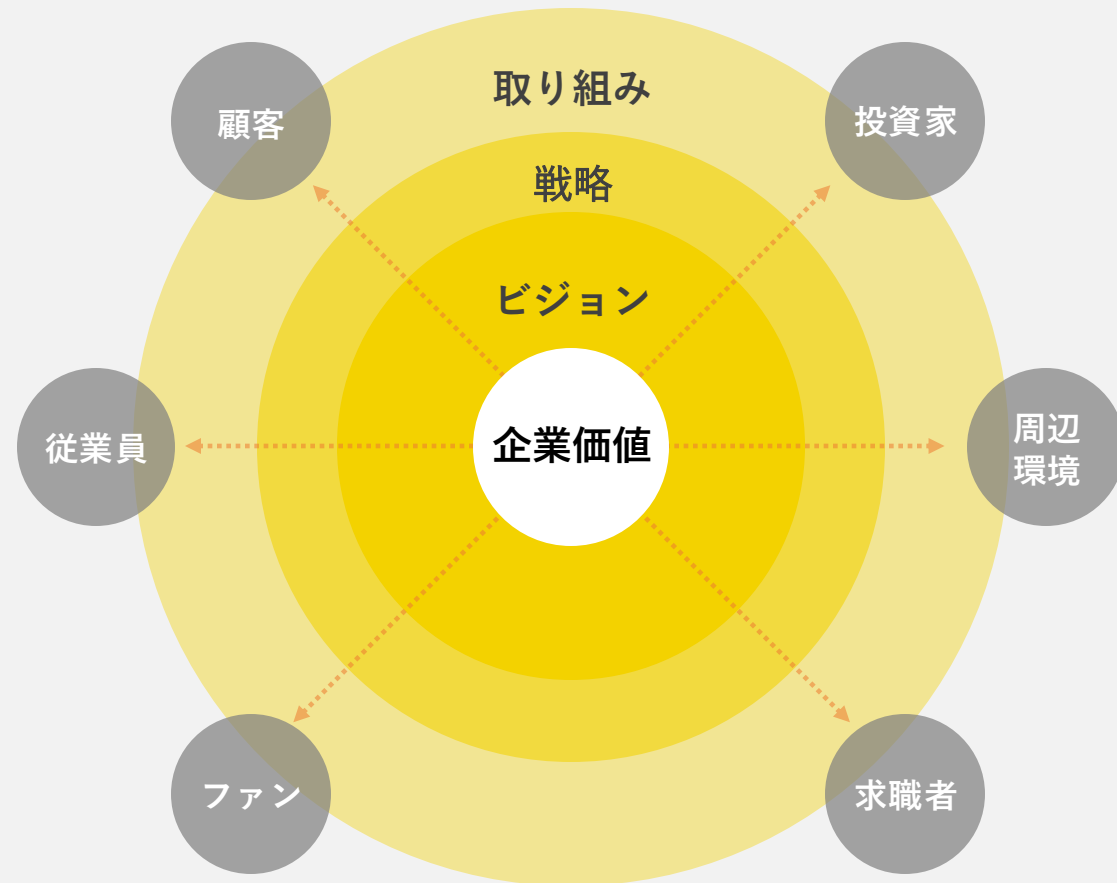 取り組み
顧客
投資家
戦略
ビジョン
従業員
企業価値
周辺
環境
ファン
求職者